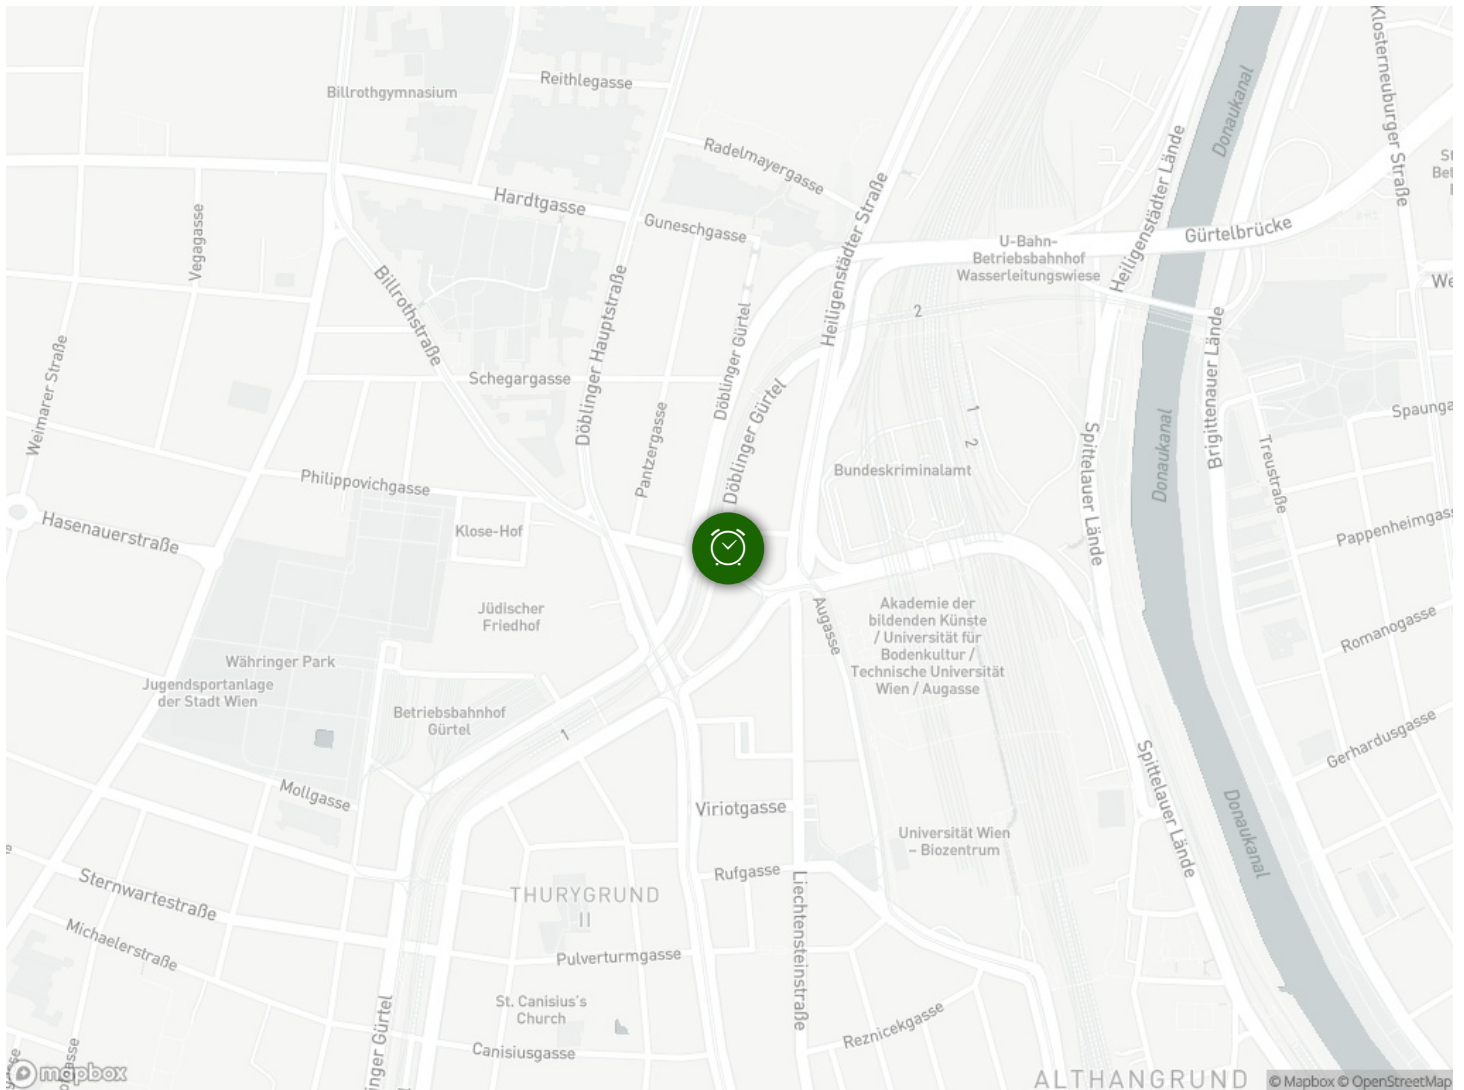 Klosterneuburger Straße
Reithlegasse
Billrothgymnasium
Donaukanal
Radelmayergasse
Heiligenstädter Lände
Hardtgasse
Guneschgasse
Heiligenstädter Straße
Vegagasse
Gürtelbrücke
U-Bahn-
Betriebsbahnhof
Wasserleitungswiese
We
Billrothstraße
Döblinger Hauptstraße
2
Döblinger Gürtel
Weimarer Straße
Schegargasse
Döblinger Gürtel
Brigittenauer Lände
Pantzergasse
1
2
Spaunga
Donaukanal
Spittelauer Lände
Treustraße
Bundeskriminalamt
Philippovichgasse
Hasenauerstraße
Klose-Hof
Pappenheimgass
Jüdischer
Friedhof
Augasse
Akademie der
bildenden Künste
/ Universität für
Bodenkultur /
Technische Universität
Wien / Augasse
Romanogasse
Währinger Park
Jugendsportanlage
der Stadt Wien
Betriebsbahnhof
Gürtel
1
Gerhardusgasse
Spittelauer Lände
Mollgasse
Viriotgasse
Donaukanal
Universität Wien
– Biozentrum
Rufgasse
Sternwartestraße
THURYGRUND
II
Liechtensteinstraße
Michaelerstraße
Pulverturmgasse
St. Canisius's
Church
Reznicekgasse
inger Gürtel
Canisiusgasse
mapbox
ALTHANGRUND
© Mapbox © OpenStreetMap